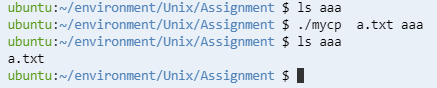 ubuntu:~/environment/Unix/Assignment $ ls aaa
ubuntu:~/environment/Unix/Assignment $ ./mycp  a.txt aaa
ubuntu:~/environment/Unix/Assignment $ ls aaa
a.txt
ubuntu:~/environment/Unix/Assignment $